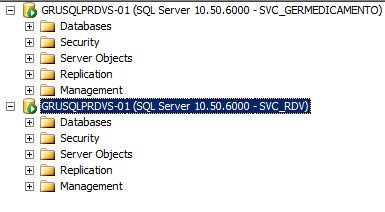 GRUSQLPRDVS-01 (SQL Server 10.50.6000 - SVC_GERMEDICAMENTO)
Databases
Security
Server Objects
Replication
Management
GRUSQLPRDVS-01 (SQL Server 10.50.6000 - SVC_RDV)
Databases
Security
Server Objects
Replication
Management